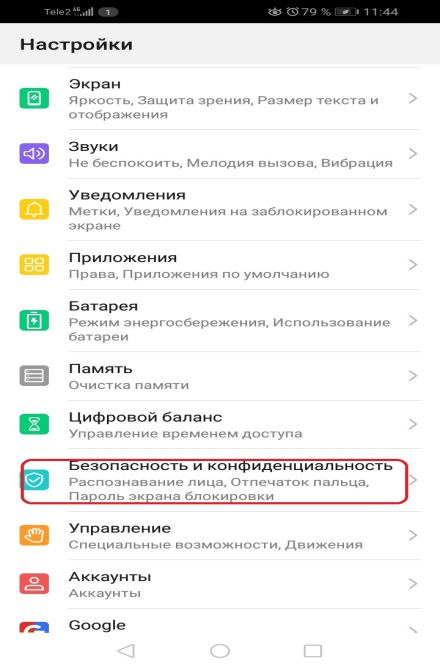 Tele2 4G 1 79 % 11:44
Настройки
Экран
Яркость, Защита зрения, Размер текста и
отображения
Звуки
Не беспокоить, Мелодия вызова, Вибрация
Уведомления
Метки, Уведомления на заблокированном
экране
Приложения
Права, Приложения по умолчанию
Батарея
Режим энергосбережения, Использование
батареи
Память
Очистка памяти
Цифровой баланс
Управление временем доступа
Безопасность и конфиденциальность
Распознавание лица, Отпечаток пальца,
Пароль экрана блокировки
Управление
Специальные возможности, Движения
Аккаунты
Аккаунты
Google